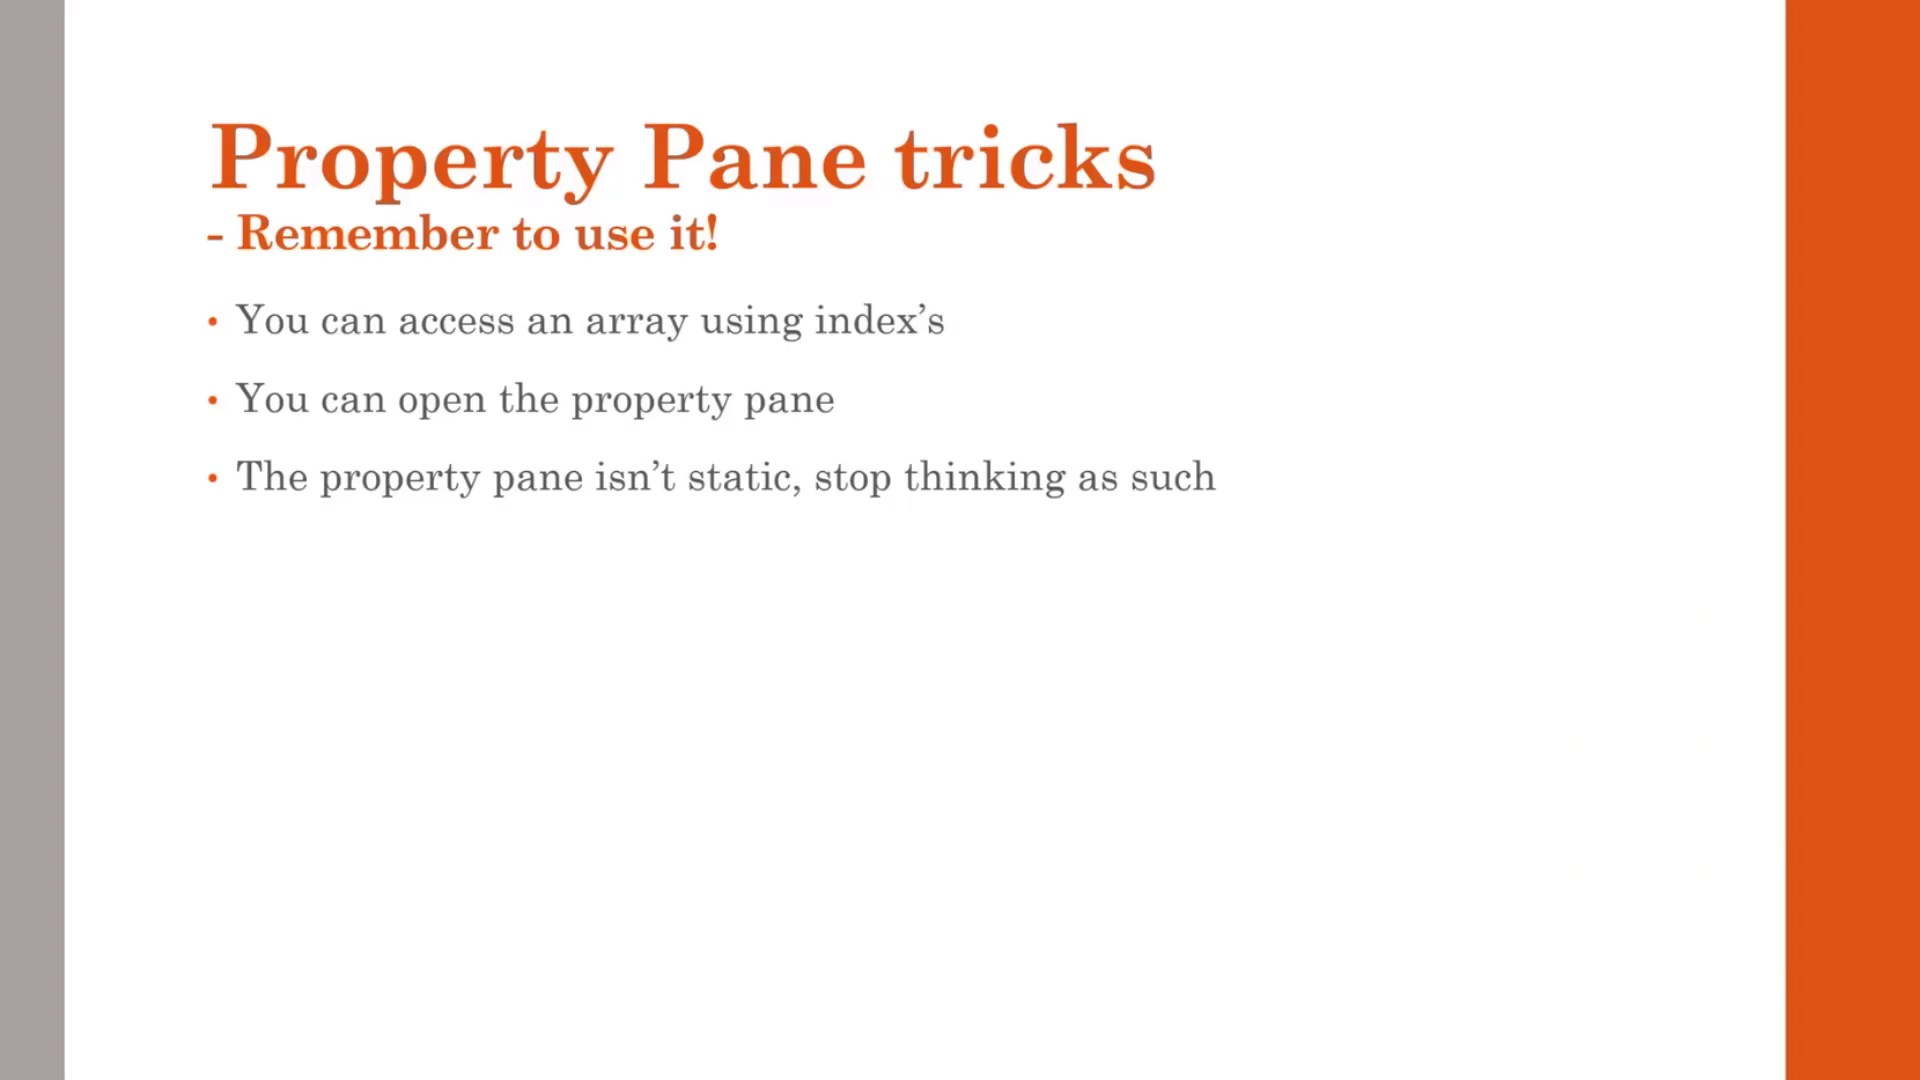 Property Pane tricks
- Remember to use it!
• You can access an array using index’s
• You can open the property pane
• The property pane isn’t static, stop thinking as such